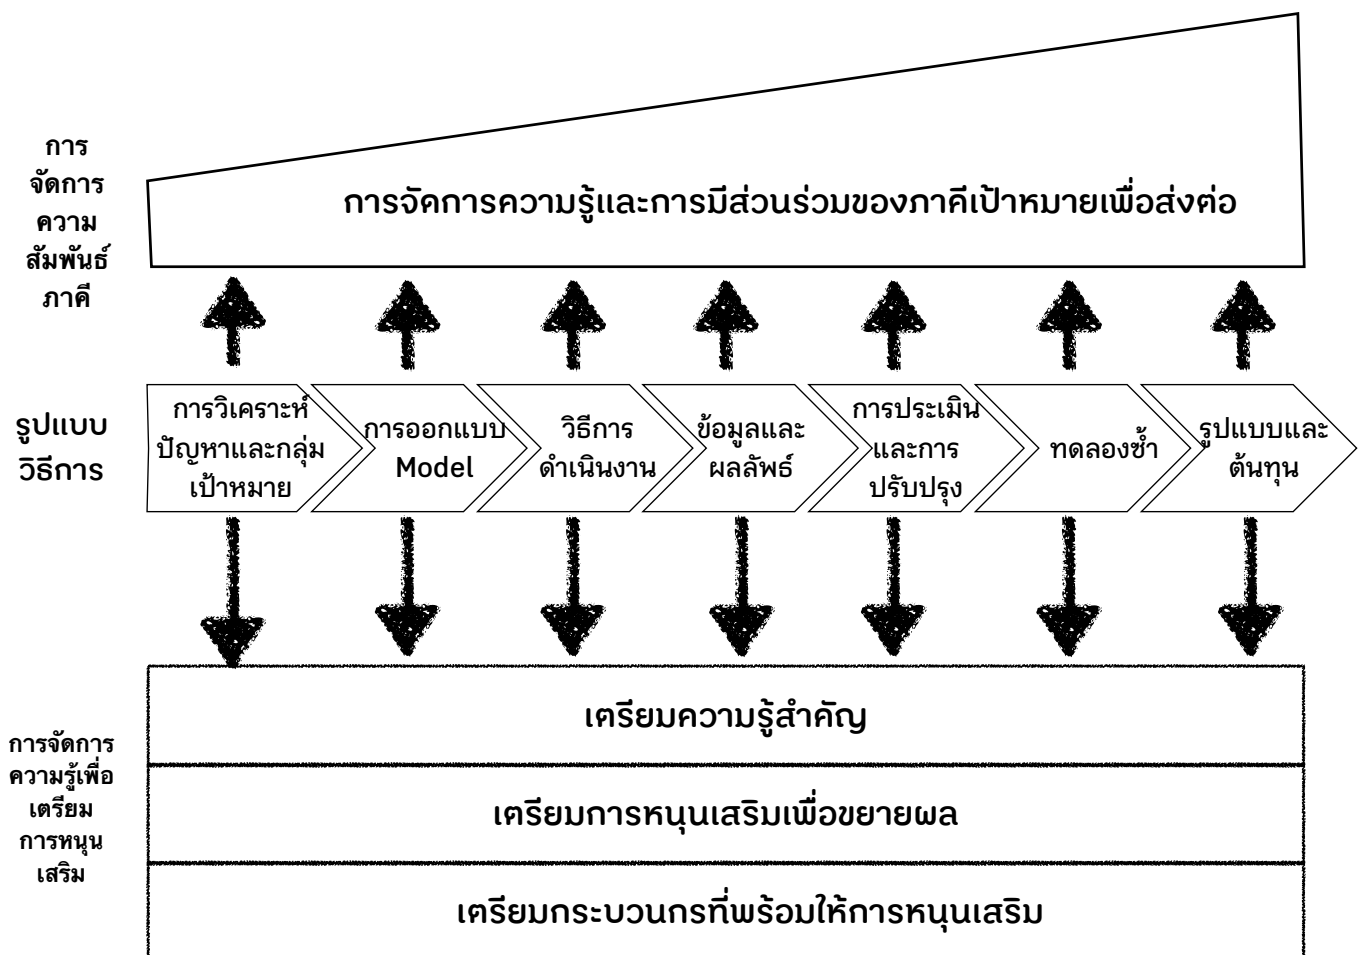 การ
จัดการ
ความ
สัมพันธ์
ภาคี
การจัดการความรู้และการมีส่วนร่วมของภาคีเป้าหมายเพื่อส่งต่อ
รูปแบบ
วิธีการ
การวิเคราะห์
ปัญหาและกลุ่ม
เป้าหมาย
การออกแบบ
Model
วิธีการ
ดำเนินงาน
ข้อมูลและ
ผลลัพธ์
การประเมิน
และการ
ปรับปรุง
ทดลองซ้ำ
รูปแบบและ
ต้นทุน
การจัดการ
ความรู้เพื่อ
เตรียม
การหนุน
เสริม
เตรียมความรู้สำคัญ
เตรียมการหนุนเสริมเพื่อขยายผล
เตรียมกระบวนกรที่พร้อมให้การหนุนเสริม